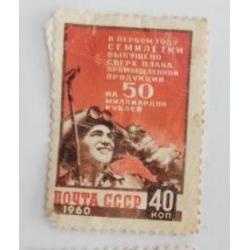 В ПЕРВОМ ГОДУ
СЕМИЛЕТКИ
ВЫПУЩЕНО
СВЕРХ ПЛАНА
ПРОМЫШЛЕННОЙ
ПРОДУКЦИИ
НА 50
МИЛЛИАРДОВ
РУБЛЕЙ
ПОЧТА СССР
1960
40
КОП